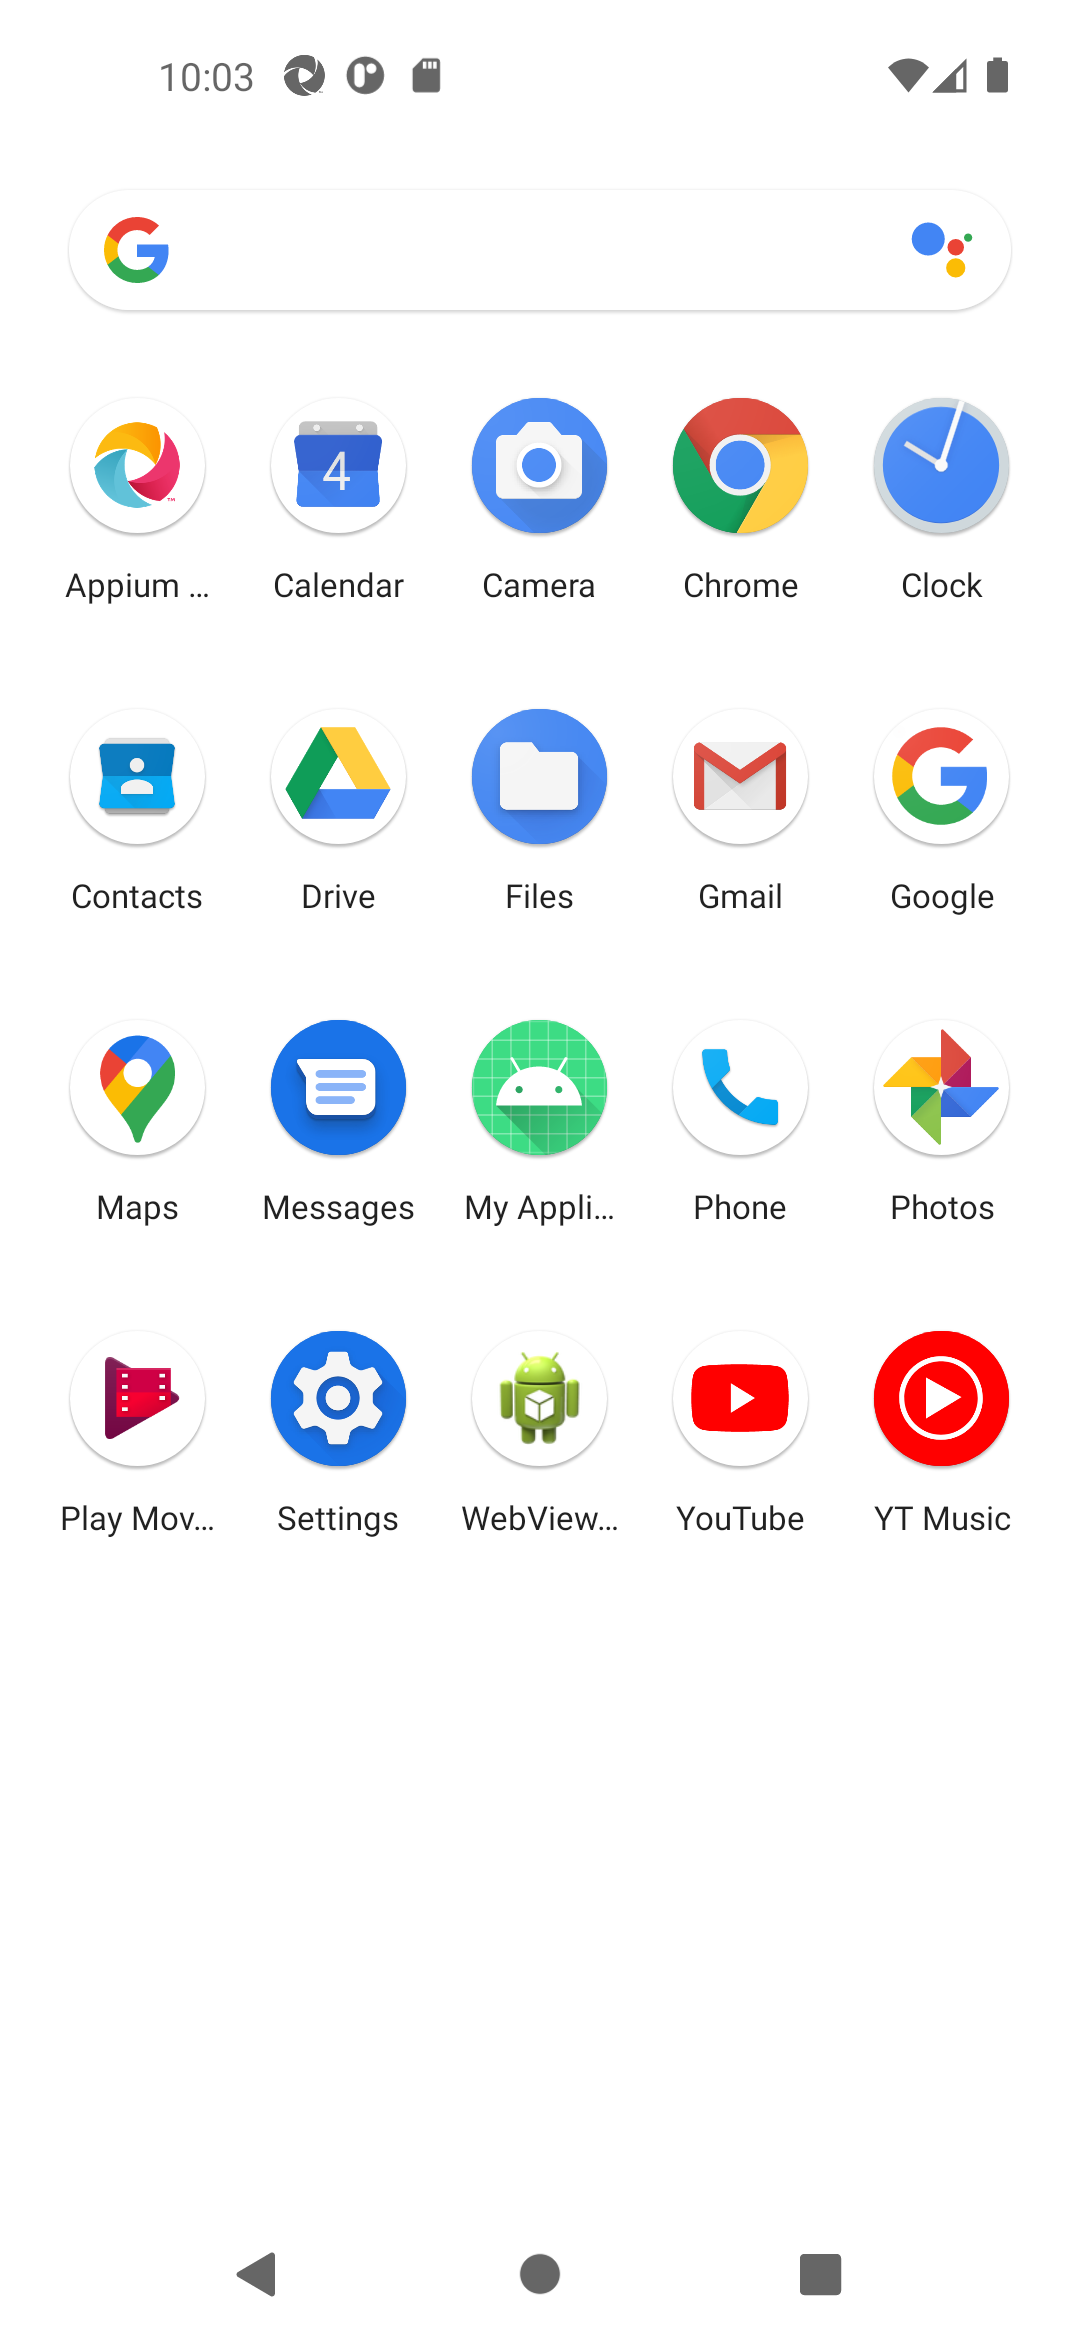 10:03
Appium ... Calendar Camera Chrome Clock
4
Contacts Drive Files Gmail Google
Maps Messages My Appli... Phone Photos
Play Mov... Settings WebView... YouTube YT Music